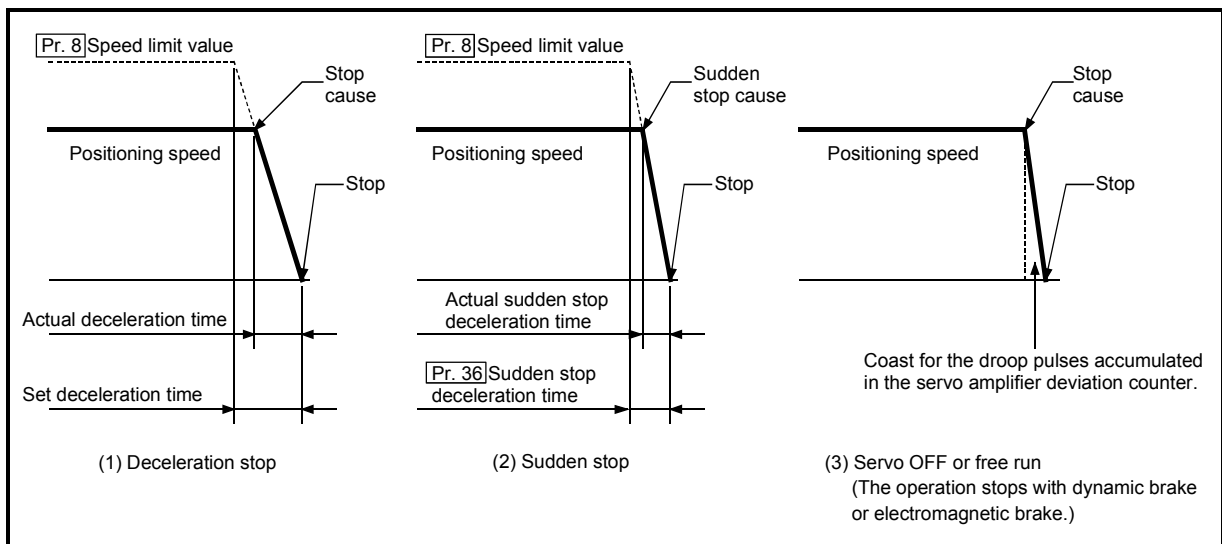 Pr. 8 Speed limit value
Stop
cause
Positioning speed
Stop
Actual deceleration time
Set deceleration time
(1) Deceleration stop
Pr. 8 Speed limit value
Sudden
stop cause
Positioning speed
Stop
Actual sudden stop
deceleration time
Pr. 36 Sudden stop
deceleration time
(2) Sudden stop
Stop
cause
Positioning speed
Stop
Coast for the droop pulses accumulated
in the servo amplifier deviation counter.
(3) Servo OFF or free run
(The operation stops with dynamic brake
or electromagnetic brake.)